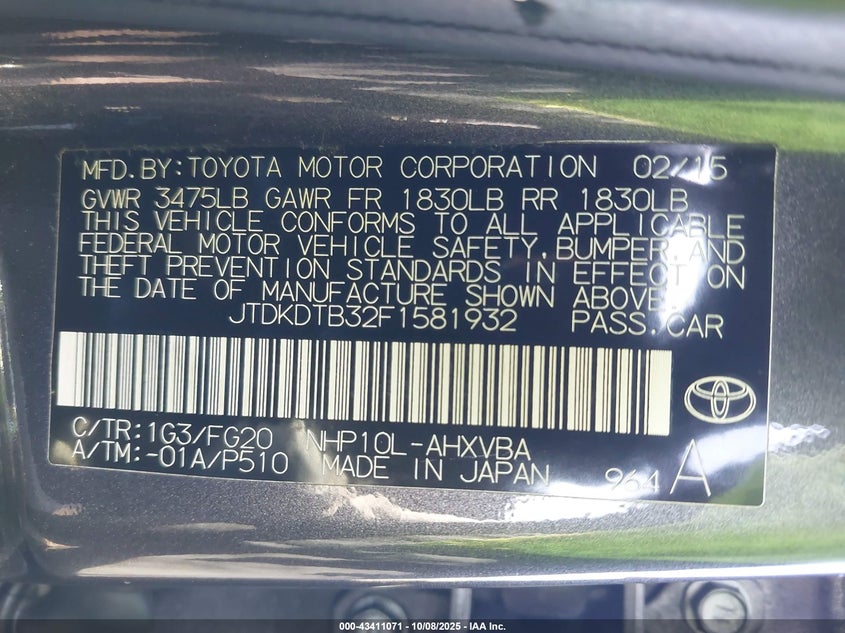 MFD.BY:TOYOTA MOTOR CORPORATION 02/15
GVWR 3475LB GAWR FR 1830LB RR 1830LB
THIS VEHICLE CONFORMS TO ALL APPLICABLE
FEDERAL MOTOR VEHICLE SAFETY,BUMPER,AND
THEFT PREVENTION STANDARDS IN EFFECT ON
THE DATE OF MANUFACTURE SHOWN ABOVE.
JTDKDTB32F1581932 PASS.CAR
C/TR:1G3/FG20 NHP10L-AHXVBA
A/TM:-01A/P510 MADE IN JAPAN 964 A
000-43411071 - 10/08/2025 - IAA, Inc.